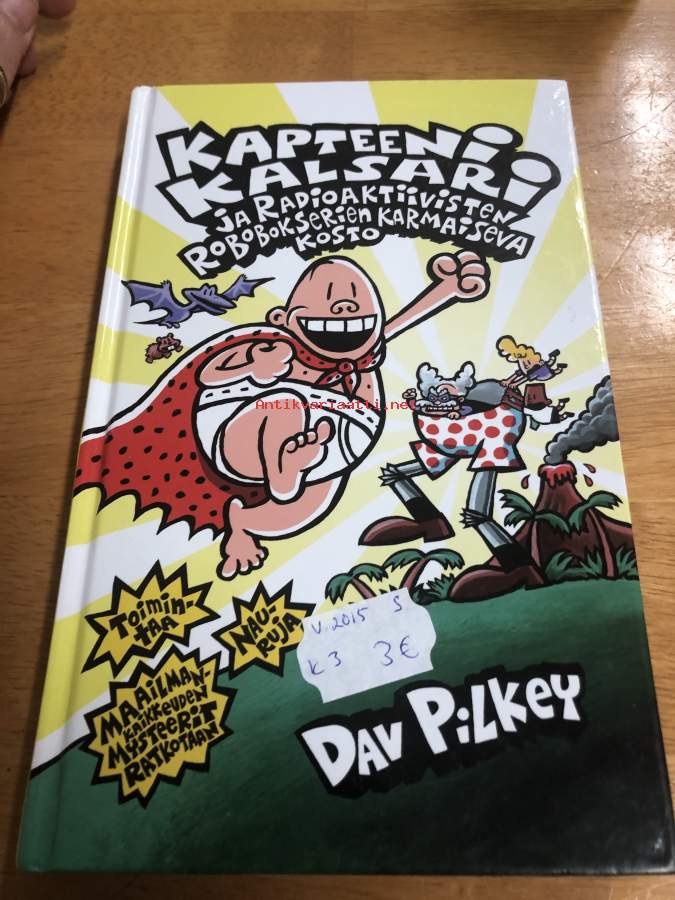 KAPTEENI
KALSARI
JA RADIOAKTIIVISTEN
ROBOBOKSERIEN KARMAISEVA
KOSTO
Antikvariaatti.net
TOIMIN-
TAA
NAU-
RUJA
V. 2015 S
K3 3€
MAAILMAN-
KAIKKEUDEN
MYSTEERIT
RATKOTAAN
DAV PILKEY